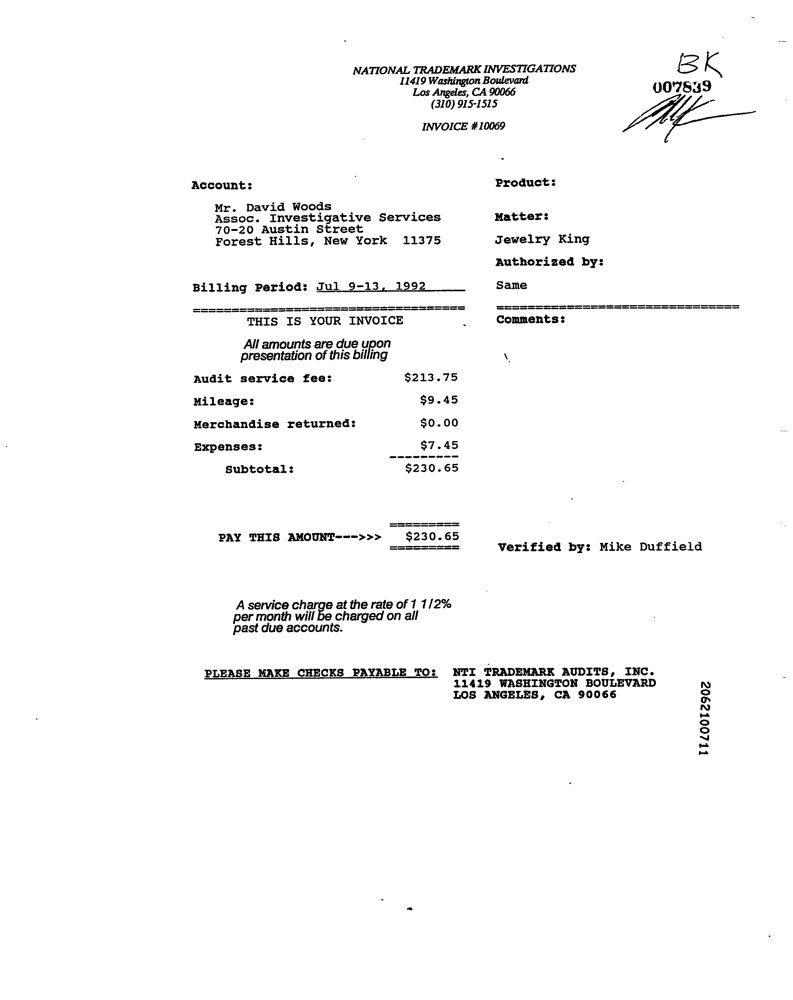 NATIONAL TRADEMARK INVESTIGATIONS
11419 Washington Boulevard
Los Angeles, CA 90066
(310) 915-1515
INVOICE #10069
BK
007839
Account:
Mr. David Woods
Assoc. Investigative Services
70-20 Austin Street
Forest Hills, New York 11375
Billing Period: Jul 9-13, 1992
Product:
Matter:
Jewelry King
Authorized by:
Same
====================================
THIS IS YOUR INVOICE
All amounts are due upon
presentation of this billing
Audit service fee: $213.75
Mileage: $9.45
Merchandise returned: $0.00
Expenses: $7.45
---------
Subtotal: $230.65
=========
PAY THIS AMOUNT--->>> $230.65
=========
===============================
Comments:
Verified by: Mike Duffield
A service charge at the rate of 1 1/2%
per month will be charged on all
past due accounts.
PLEASE MAKE CHECKS PAYABLE TO: NTI TRADEMARK AUDITS, INC.
11419 WASHINGTON BOULEVARD
LOS ANGELES, CA 90066
2062100711